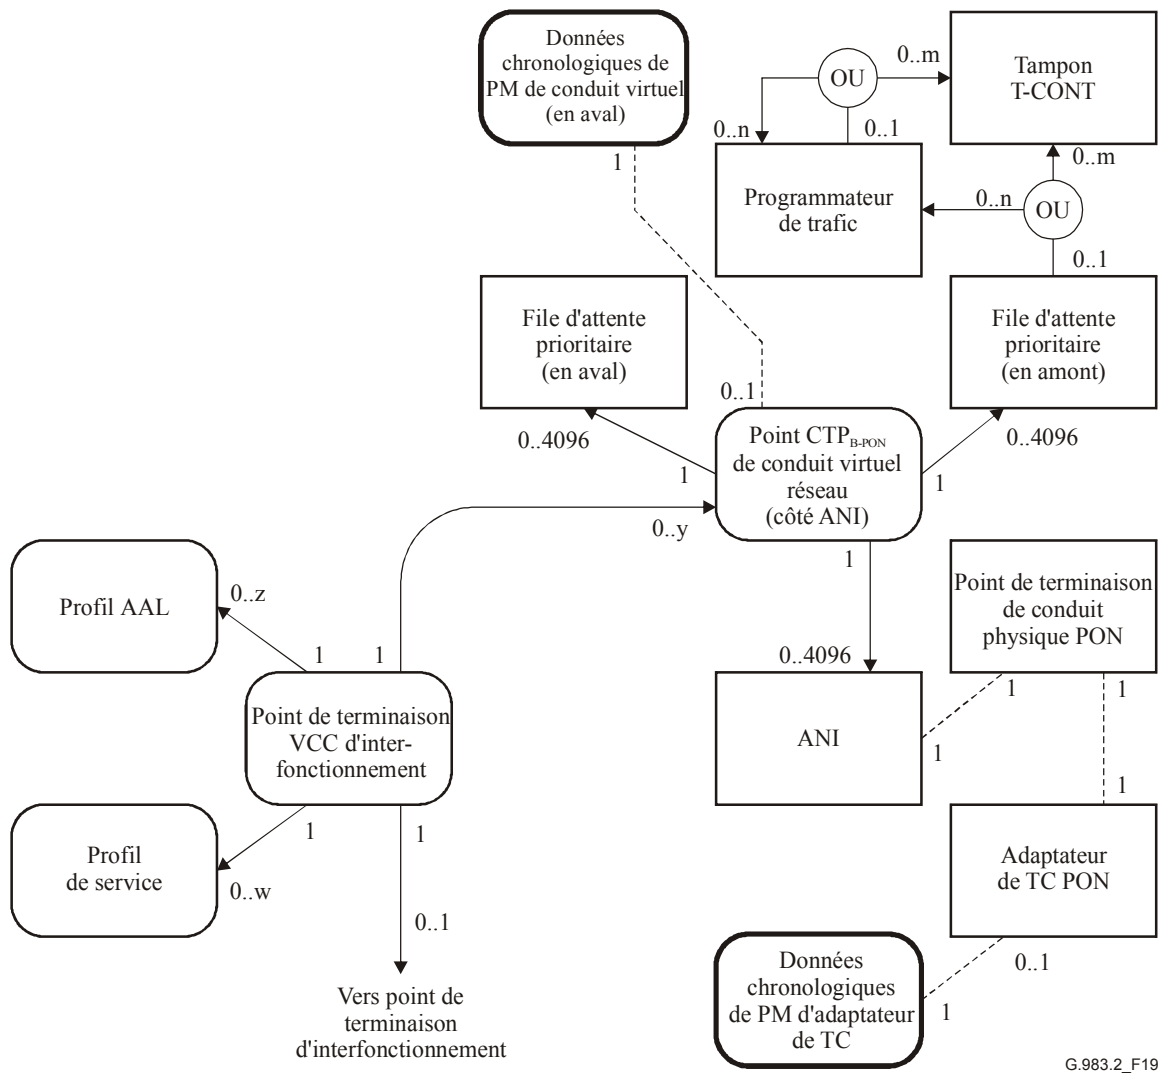 Données
chronologiques de
PM de conduit virtuel
(en aval)
OU
0..m
Tampon
T-CONT
0..n
0..1
1
0..m
Programmateur
de trafic
0..n
OU
0..1
File d'attente
prioritaire
(en aval)
File d'attente
prioritaire
(en amont)
0..1
0..4096
Point CTP B-PON
de conduit virtuel
réseau
(côté ANI)
0..4096
1
1
0..y
1
Profil AAL
0..z
Point de terminaison
de conduit
physique PON
1
1
0..4096
1
1
Point de terminaison
VCC d'inter-
fonctionnement
ANI
1
1
1
1
Profil
de service
0..w
Adaptateur
de TC PON
0..1
0..1
Données
chronologiques
de PM d'adaptateur
de TC
1
Vers point de
terminaison
d'interfonctionnement
G.983.2_F19